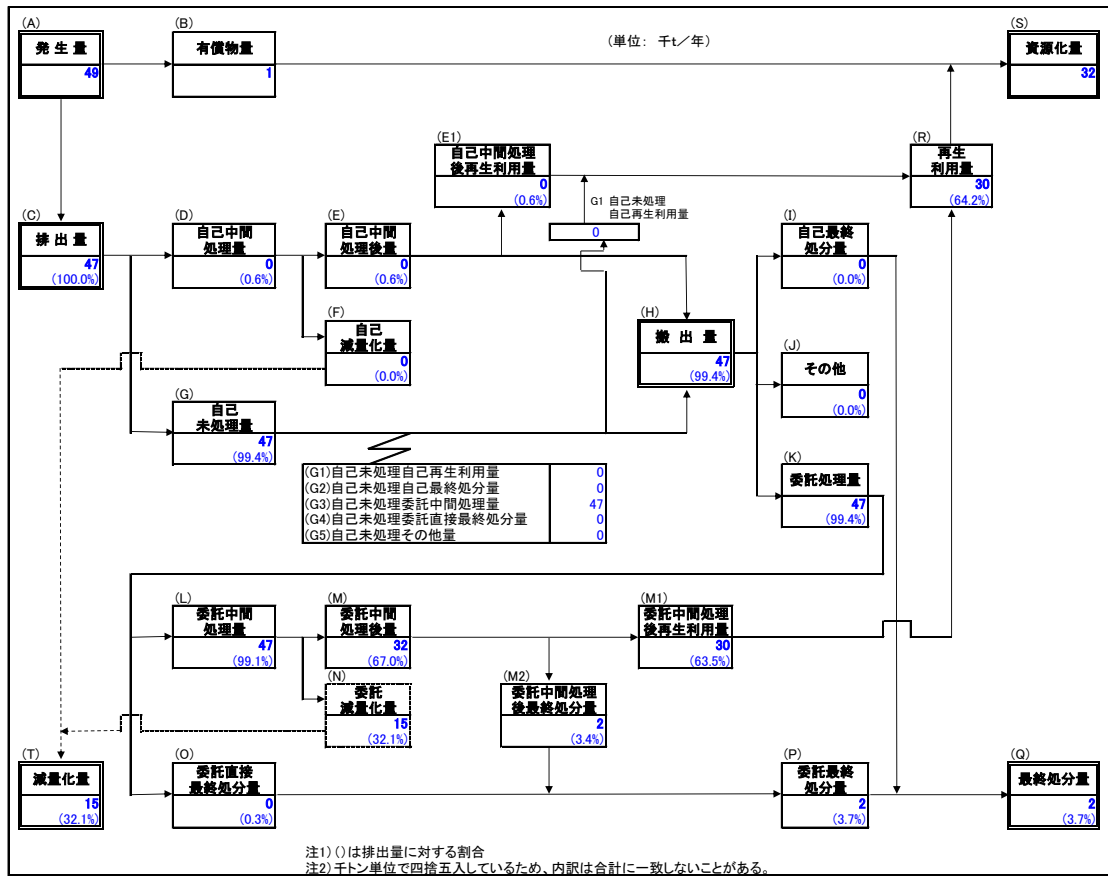 (A)
発生量
49
(B)
有償物量
1
(単位: 千t/年)
(S)
資源化量
32
(E1)
自己中間処理
後再生利用量
0
(0.6%)
(R)
再生
利用量
30
(64.2%)
G1 自己未処理
自己再生利用量
0
(C)
排出量
47
(100.0%)
(D)
自己中間
処理量
0
(0.6%)
(E)
自己中間
処理後量
0
(0.6%)
(I)
自己最終
処分量
0
(0.0%)
(F)
自己
減量化量
0
(0.0%)
(H)
搬出量
47
(99.4%)
(J)
その他
0
(0.0%)
(G)
自己
未処理量
47
(99.4%)
(G1)自己未処理自己再生利用量 0
(G2)自己未処理自己最終処分量 0
(G3)自己未処理委託中間処理量 47
(G4)自己未処理委託直接最終処分量 0
(G5)自己未処理その他量 0
(K)
委託処理量
47
(99.4%)
(L)
委託中間
処理量
47
(99.1%)
(M)
委託中間
処理後量
32
(67.0%)
(M1)
委託中間処理
後再生利用量
30
(63.5%)
(N)
委託
減量化量
15
(32.1%)
(M2)
委託中間処理
後最終処分量
2
(3.4%)
(T)
減量化量
15
(32.1%)
(O)
委託直接
最終処分量
0
(0.3%)
(P)
委託最終
処分量
2
(3.7%)
(Q)
最終処分量
2
(3.7%)
注1)()は排出量に対する割合
注2)千トン単位で四捨五入しているため、内訳は合計に一致しないことがある。